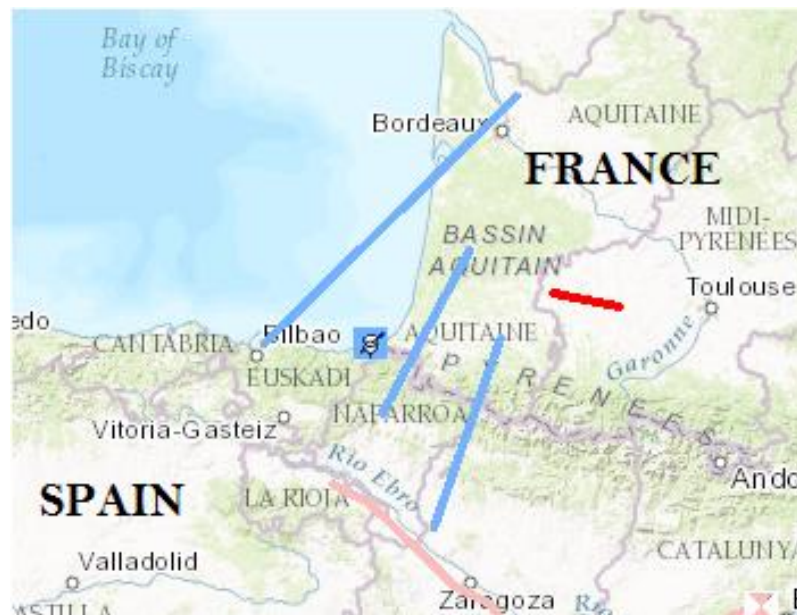 Bay of
Biscay
Bordeaux
AQUITAINE
FRANCE
MIDI-
PYRÉNÉES
BASSIN
AQUITAIN
Toulouse
edo
CANTABRIA
Bilbao
AQUITAINE
Garonne
EUSKADI
PYRENEES
NAFARROA
Vitoria-Gasteiz
Rio Ebro
LA RIOJA
SPAIN
Ando
Valladolid
CATALUNYA
Zaragoza
ASTILLA